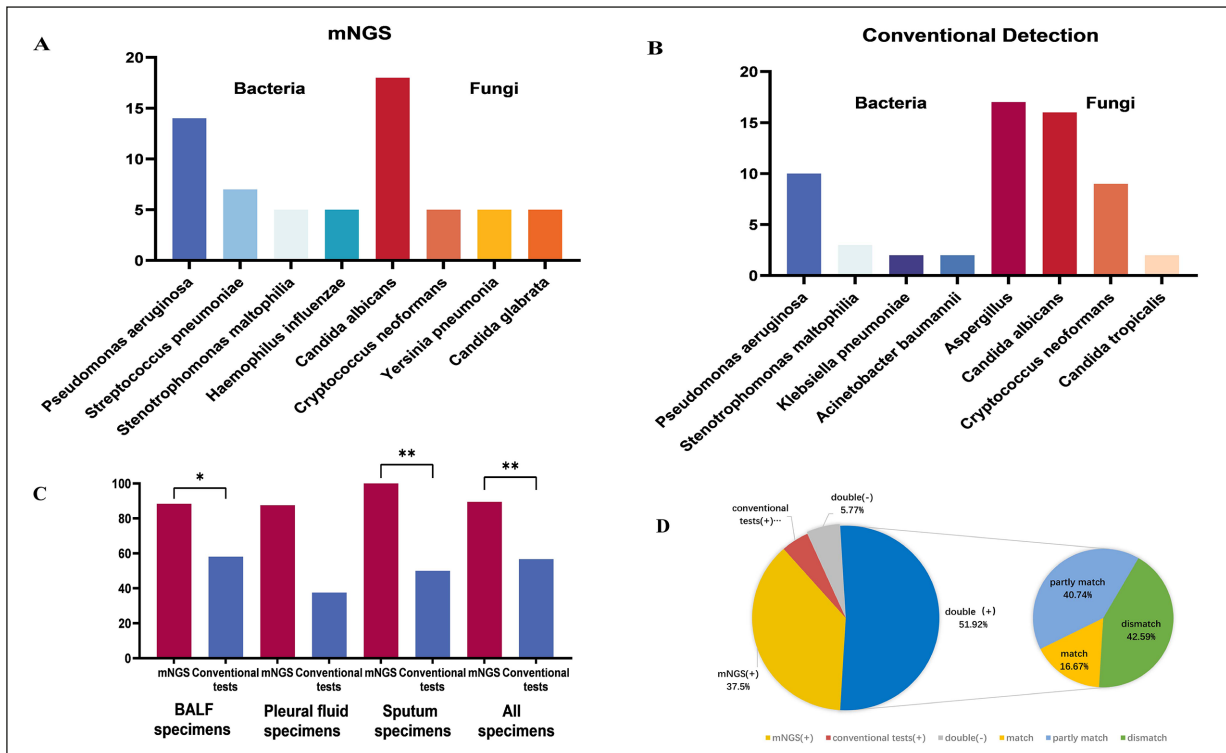 A
mNGS
20
15
10
5
0
Bacteria
Fungi
Pseudomonas aeruginosa
Streptococcus pneumoniae
Stenotrophomonas maltophilia
Haemophilus influenzae
Candida albicans
Cryptococcus neoformans
Yersinia pneumonia
Candida glabrata
B
Conventional Detection
20
15
10
5
0
Bacteria
Fungi
Pseudomonas aeruginosa
Stenotrophomonas maltophilia
Klebsiella pneumoniae
Acinetobacter baumannii
Aspergillus
Candida albicans
Cryptococcus neoformans
Candida tropicalis
C
100
80
60
40
20
0
*
**
**
mNGS Conventional mNGS Conventional mNGS Conventional mNGS Conventional
tests tests tests tests
BALF Pleural fluid Sputum All
specimens specimens specimens specimens
D
double(-)
5.77%
conventional
tests(+)…
double (+)
51.92%
mNGS(+)
37.5%
partly match
40.74%
dismatch
42.59%
match
16.67%
mNGS(+) conventional tests(+) double(-) match partly match dismatch